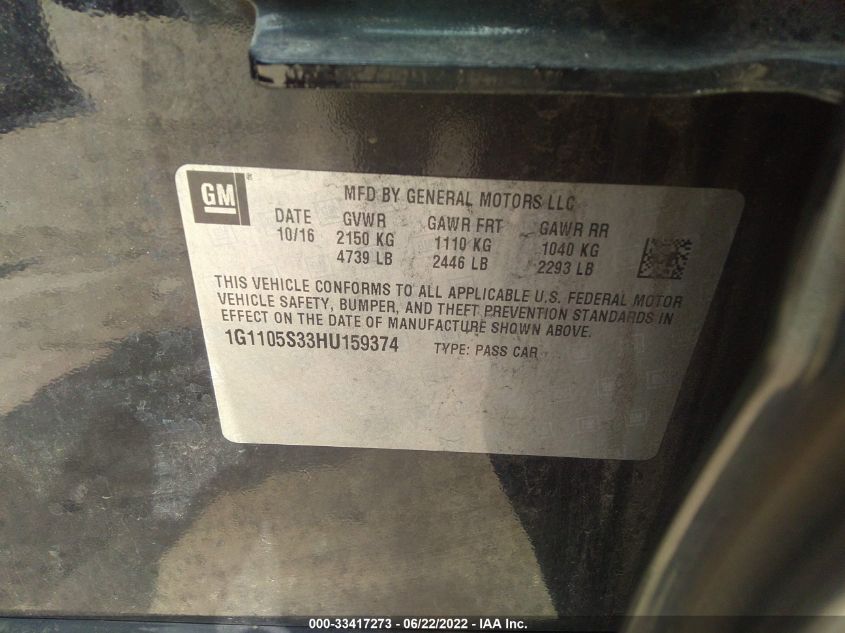 GM
MFD BY GENERAL MOTORS LLC
DATE GVWR GAWR FRT GAWR RR
10/16 2150 KG 1110 KG 1040 KG
4739 LB 2446 LB 2293 LB
THIS VEHICLE CONFORMS TO ALL APPLICABLE U.S. FEDERAL MOTOR
VEHICLE SAFETY, BUMPER, AND THEFT PREVENTION STANDARDS IN
EFFECT ON THE DATE OF MANUFACTURE SHOWN ABOVE.
1G1105S33HU159374 TYPE: PASS CAR
000-33417273 - 06/22/2022 - IAA Inc.